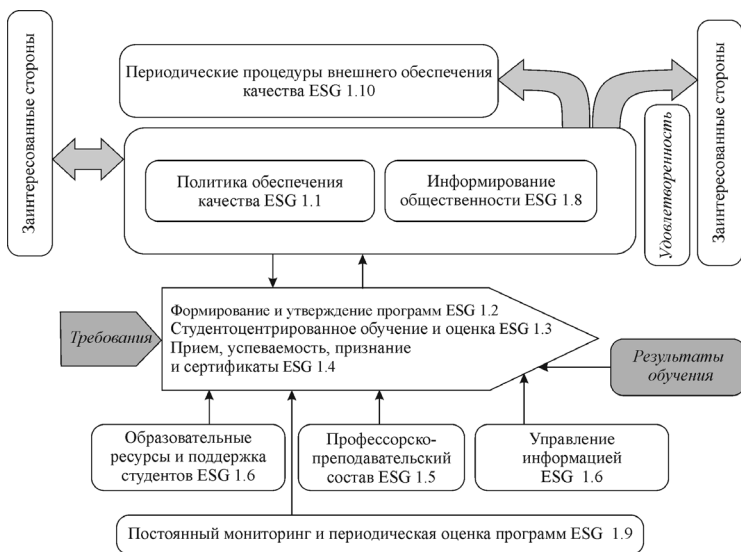 Заинтересованные стороны
Периодические процедуры внешнего обеспечения
качества ESG 1.10
Политика обеспечения
качества ESG 1.1
Информирование
общественности ESG 1.8
Удовлетворенность
Заинтересованные стороны
Требования
Формирование и утверждение программ ESG 1.2
Студентоцентрированное обучение и оценка ESG 1.3
Прием, успеваемость, признание
и сертификаты ESG 1.4
Результаты
обучения
Образовательные
ресурсы и поддержка
студентов ESG 1.6
Профессорско-
преподавательский
состав ESG 1.5
Управление
информацией
ESG 1.6
Постоянный мониторинг и периодическая оценка программ ESG 1.9